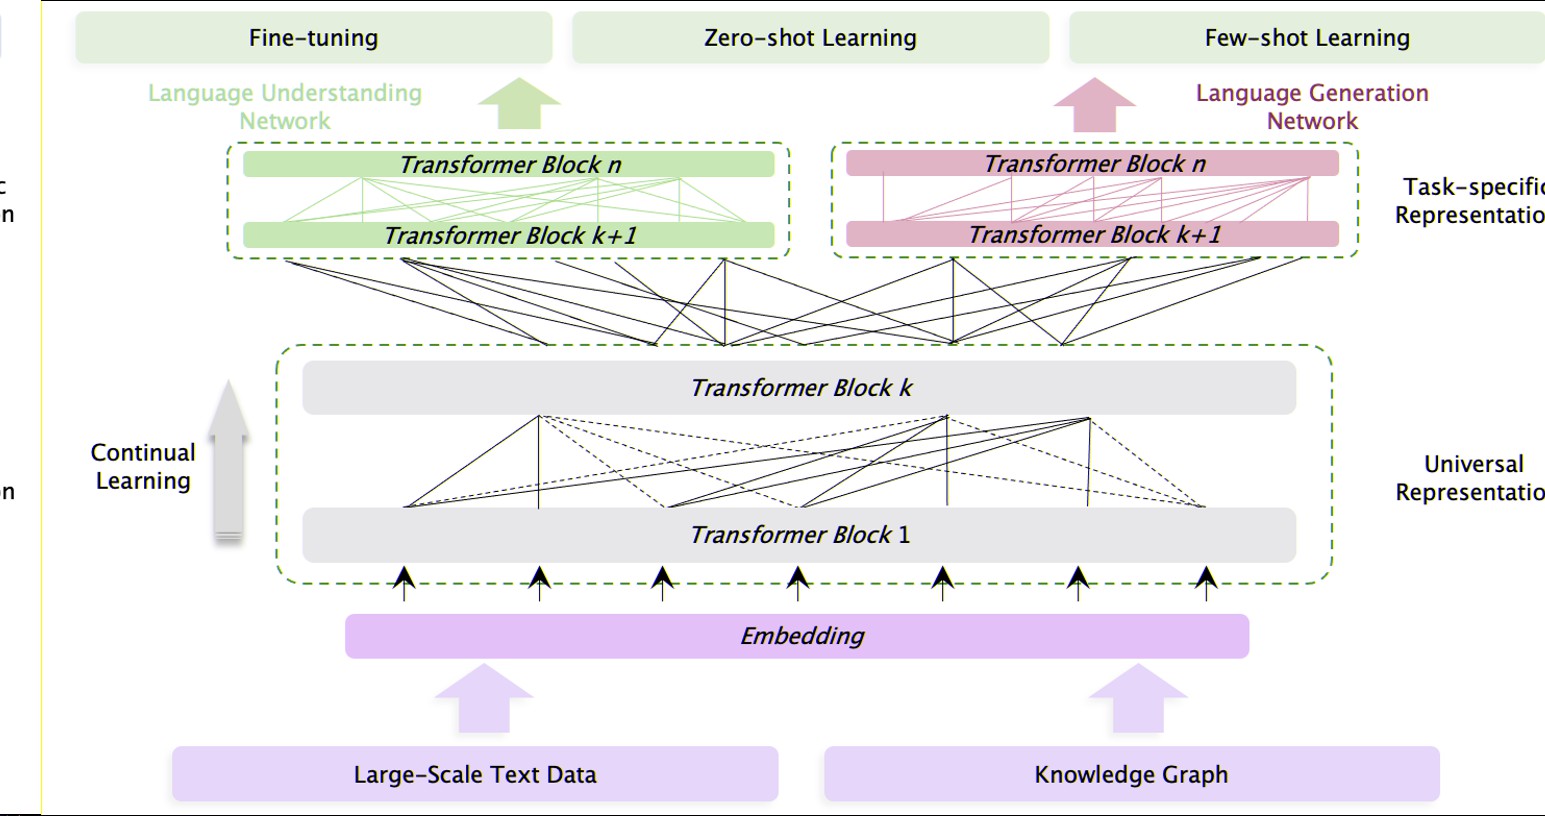 Fine-tuning
Zero-shot Learning
Few-shot Learning
Language Understanding
Network
Language Generation
Network
Transformer Block n
Transformer Block k+1
Transformer Block n
Transformer Block k+1
Task-specific
Representatio
Transformer Block k
Continual
Learning
Transformer Block 1
Universal
Representatio
Embedding
Large-Scale Text Data
Knowledge Graph